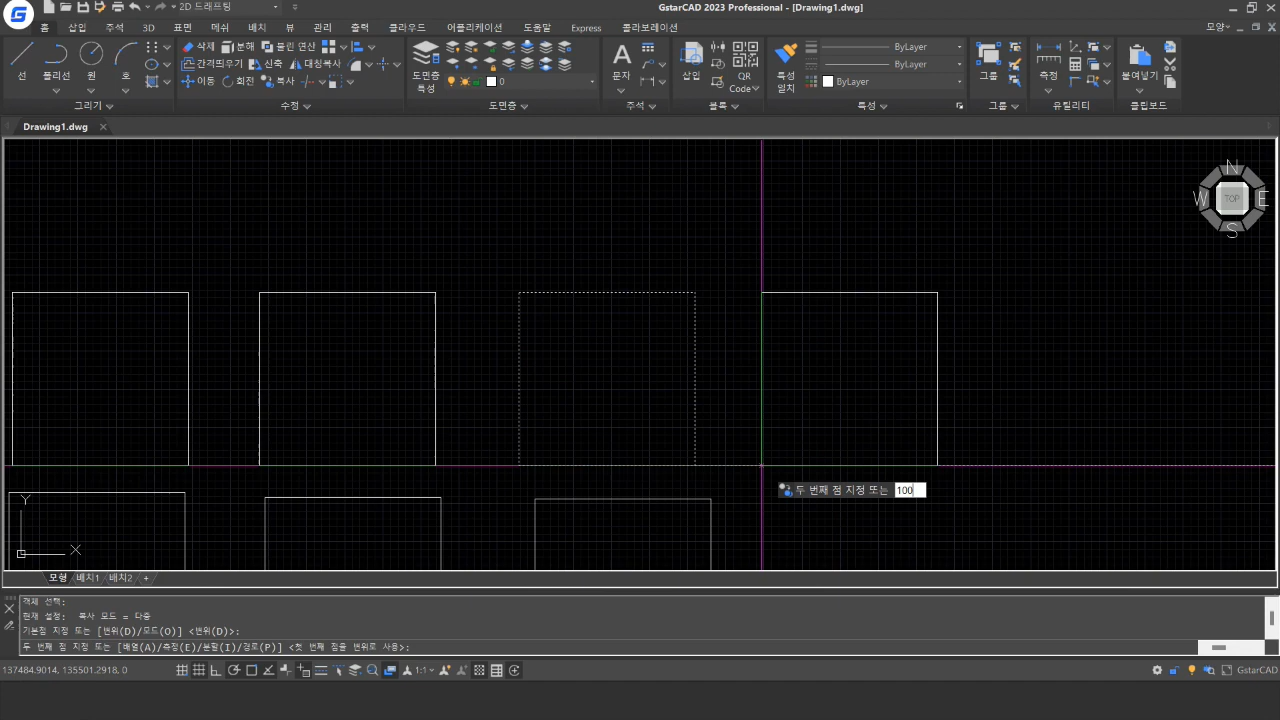 2D 드래프팅
GstarCAD 2023 Professional - [Drawing1.dwg]
홈 삽입 주석 3D 표면 메쉬 배치 뷰 관리 출력 클라우드 어플리케이션 도움말 Express 콜라보레이션 모양
선 폴리선 원 호
삭제 분해 불린 연산
간격띄우기 신축 대칭복사
이동 회전 복사
도면층 특성
0
문자
삽입
QR Code
특성 일치
ByLayer
ByLayer
ByLayer
그룹
측정
붙여넣기
그리기 수정 도면층 주석 블록 특성 그룹 유틸리티 클립보드
Drawing1.dwg
N
W TOP E
S
두 번째 점 지정 또는 100
Y
X
모형 배치1 배치2 +
객체 선택:
현재 설정: 복사 모드 = 다중
기본점 지정 또는 [변위(D)/모드(O)] <변위(D)>:
두 번째 점 지정 또는 [배열(A)/측정(E)/분할(I)/경로(P)] <첫 번째 점을 변위로 사용>:
137484.9014, 135501.2918, 0
1:1
GstarCAD